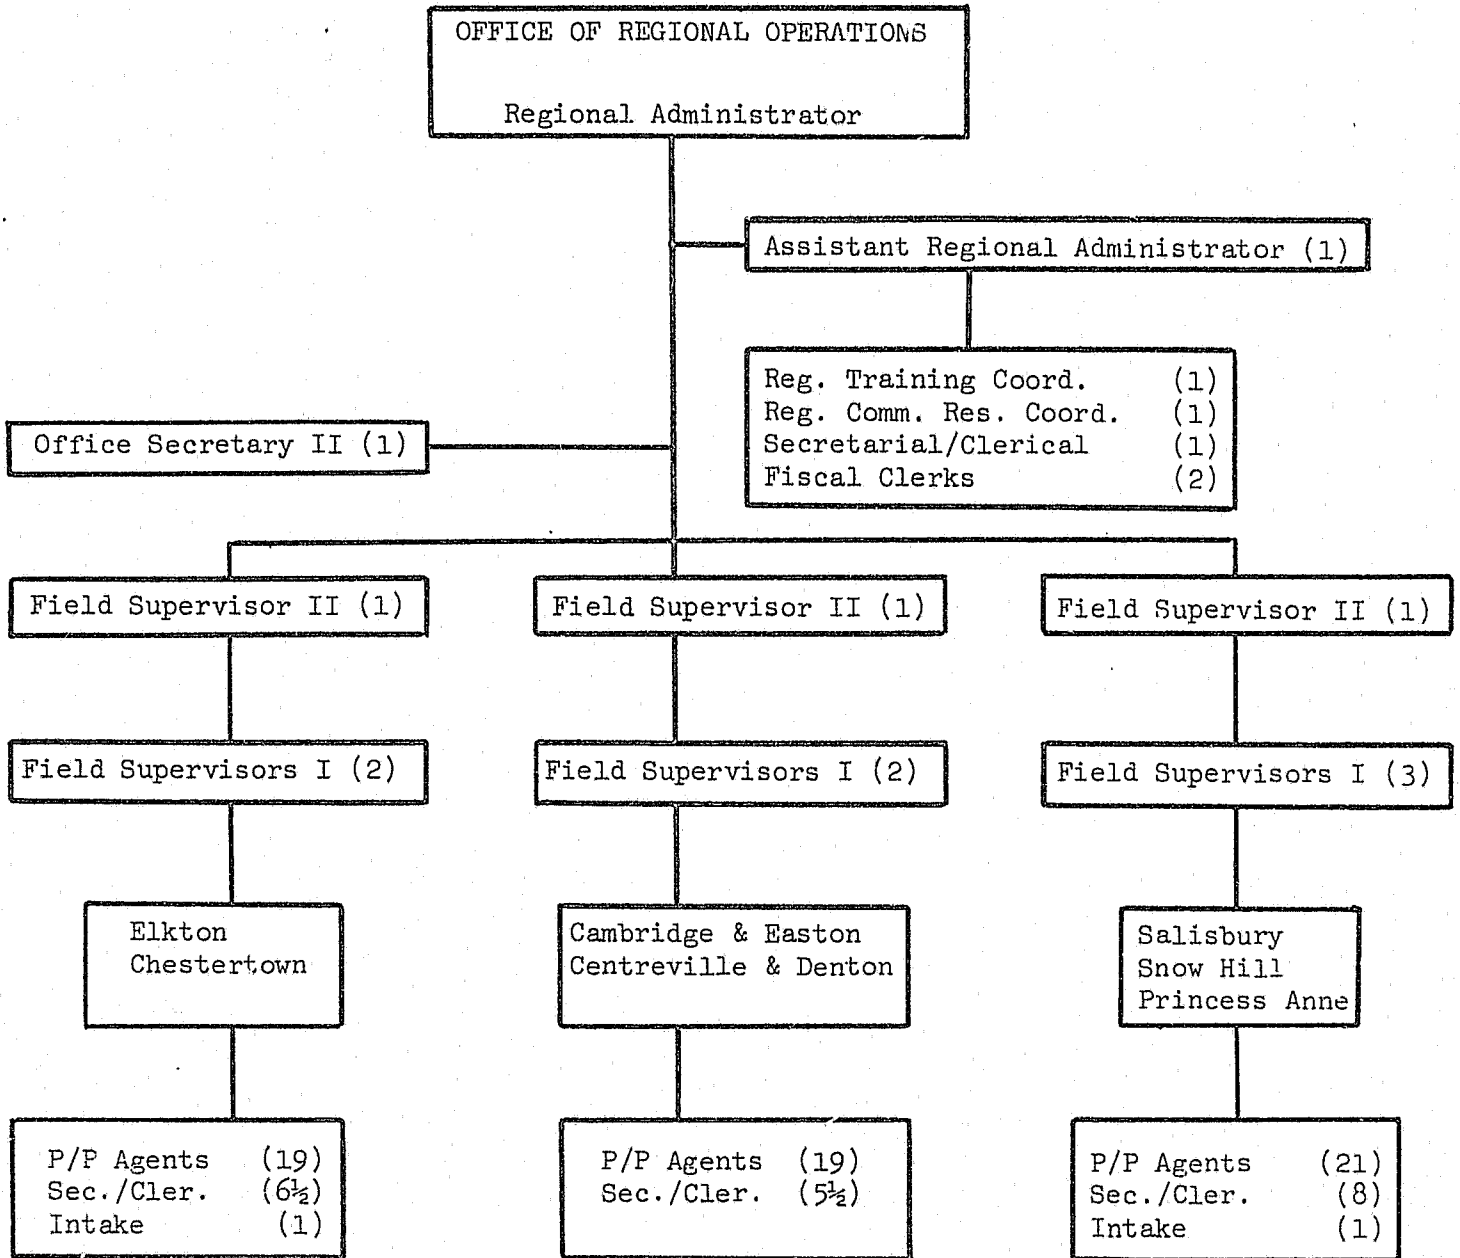 OFFICE OF REGIONAL OPERATIONS
Regional Administrator
Assistant Regional Administrator (1)
Reg. Training Coord. (1)
Reg. Comm. Res. Coord. (1)
Secretarial/Clerical (1)
Fiscal Clerks (2)
Office Secretary II (1)
Field Supervisor II (1)
Field Supervisor II (1)
Field Supervisor II (1)
Field Supervisors I (2)
Field Supervisors I (2)
Field Supervisors I (3)
Elkton
Chestertown
Cambridge & Easton
Centreville & Denton
Salisbury
Snow Hill
Princess Anne
P/P Agents (19)
Sec./Cler. (6½)
Intake (1)
P/P Agents (19)
Sec./Cler. (5½)
P/P Agents (21)
Sec./Cler. (8)
Intake (1)